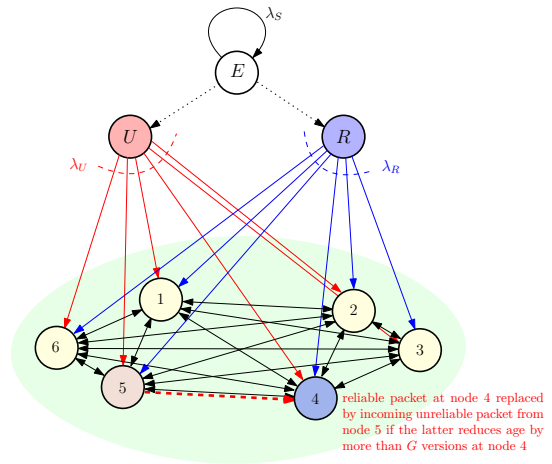 λ_S
E
U
R
λ_U
λ_R
1
2
6
3
5
4
reliable packet at node 4 replaced
by incoming unreliable packet from
node 5 if the latter reduces age by
more than G versions at node 4